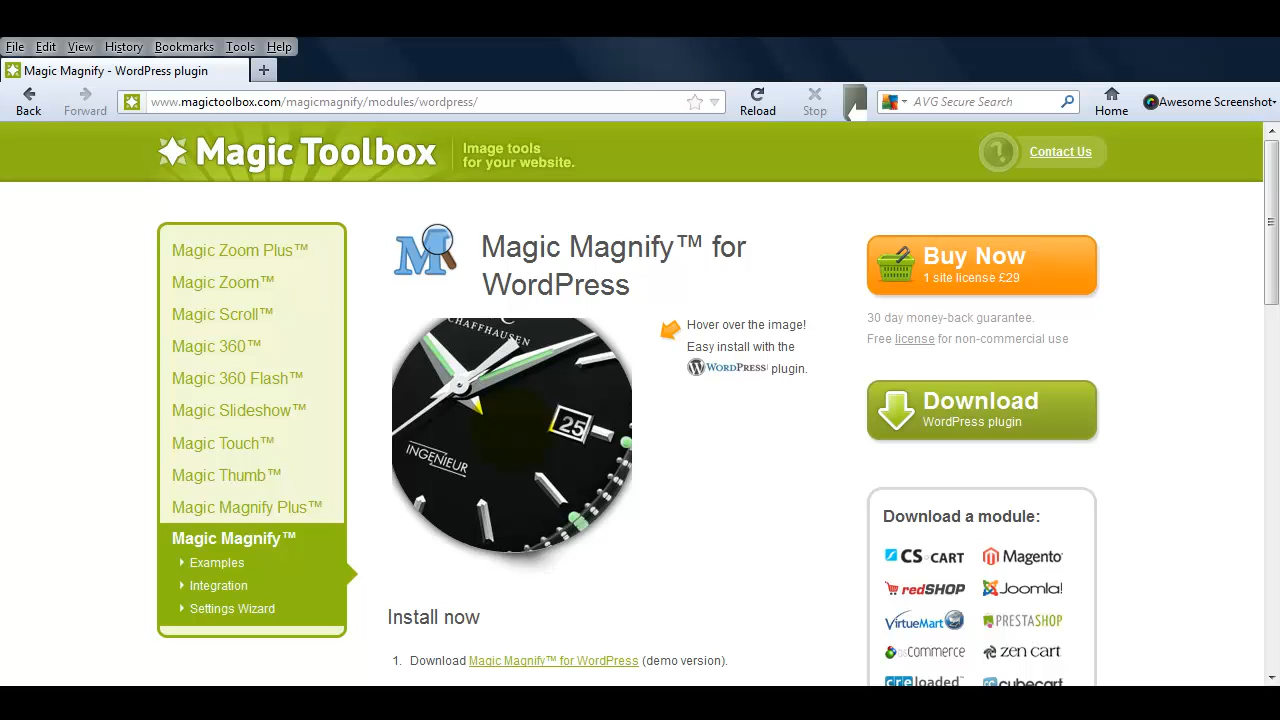 File Edit View History Bookmarks Tools Help
Magic Magnify - WordPress plugin
www.magictoolbox.com/magicmagnify/modules/wordpress/
Back Forward Reload Stop AVG Secure Search Home Awesome Screenshot
Magic Toolbox
Image tools
for your website.
Contact Us
Magic Zoom Plus™
Magic Zoom™
Magic Scroll™
Magic 360™
Magic 360 Flash™
Magic Slideshow™
Magic Touch™
Magic Thumb™
Magic Magnify Plus™
Magic Magnify™
Examples
Integration
Settings Wizard
Magic Magnify™ for
WordPress
SCHAFFHAUSEN
25
INGENIEUR
Hover over the image!
Easy install with the
WORDPRESS plugin.
Install now
1. Download Magic Magnify™ for WordPress (demo version).
Buy Now
1 site license £29
30 day money-back guarantee.
Free license for non-commercial use
Download
WordPress plugin
Download a module:
CS CART Magento
redSHOP Joomla!
VirtueMart PRESTASHOP
osCommerce ZEN CART
creloaded cubecart